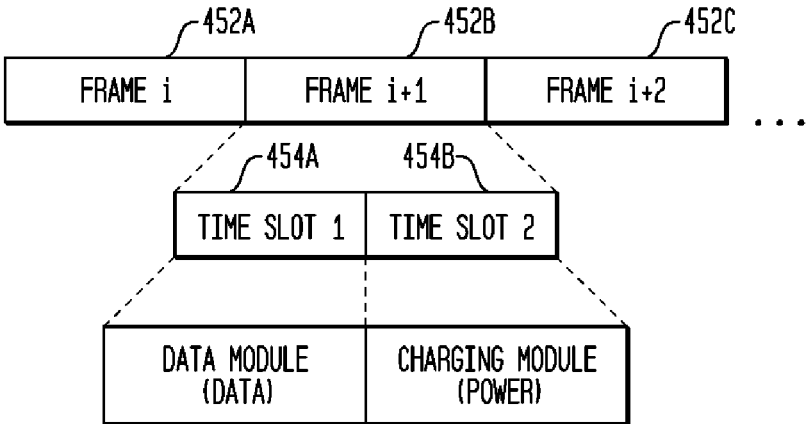 452A 452B 452C
FRAME i FRAME i+1 FRAME i+2
...
454A 454B
TIME SLOT 1 TIME SLOT 2
DATA MODULE CHARGING MODULE
(DATA) (POWER)